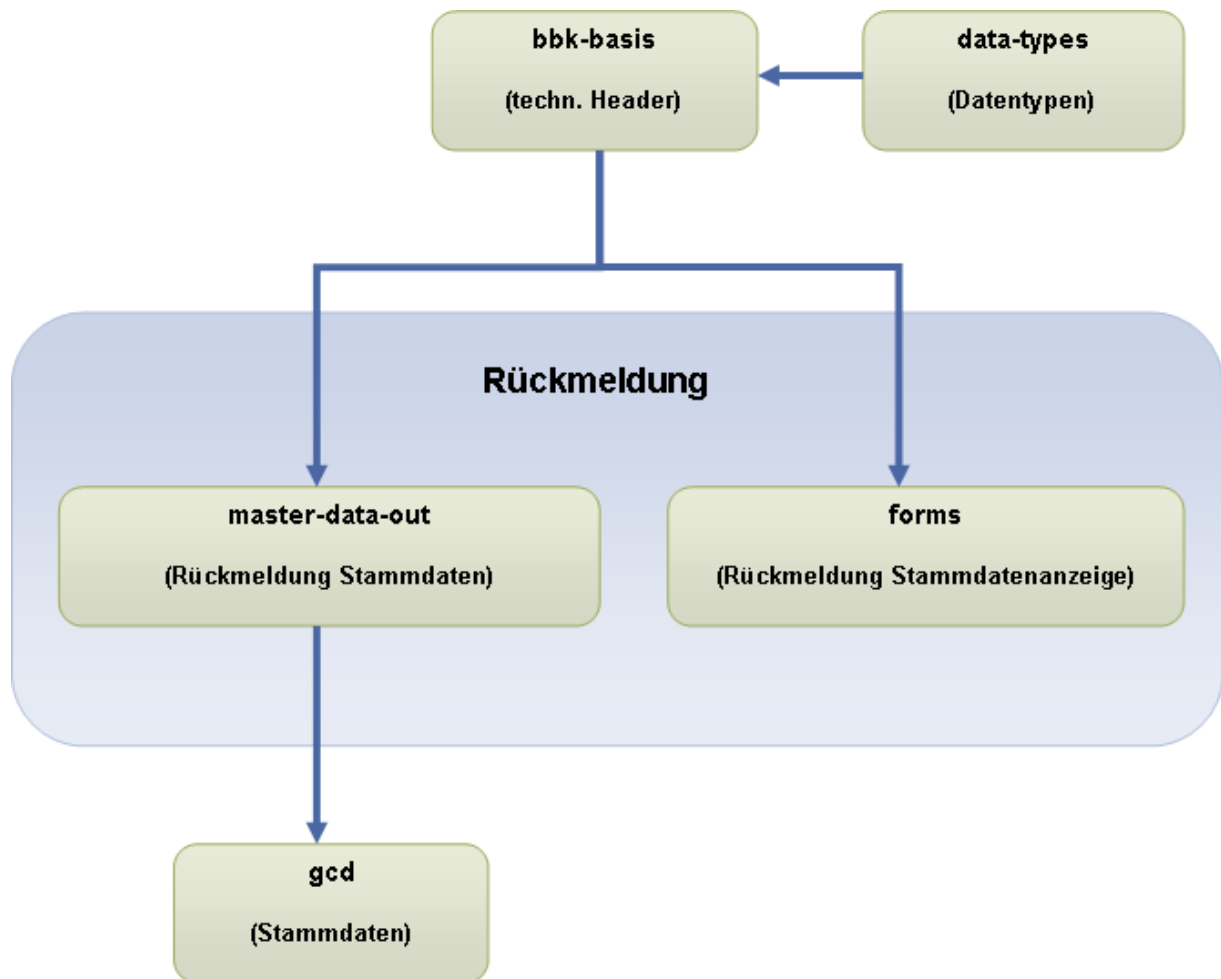 bbk-basis
(techn. Header)
data-types
(Datentypen)
Rückmeldung
master-data-out
(Rückmeldung Stammdaten)
forms
(Rückmeldung Stammdatenanzeige)
gcd
(Stammdaten)